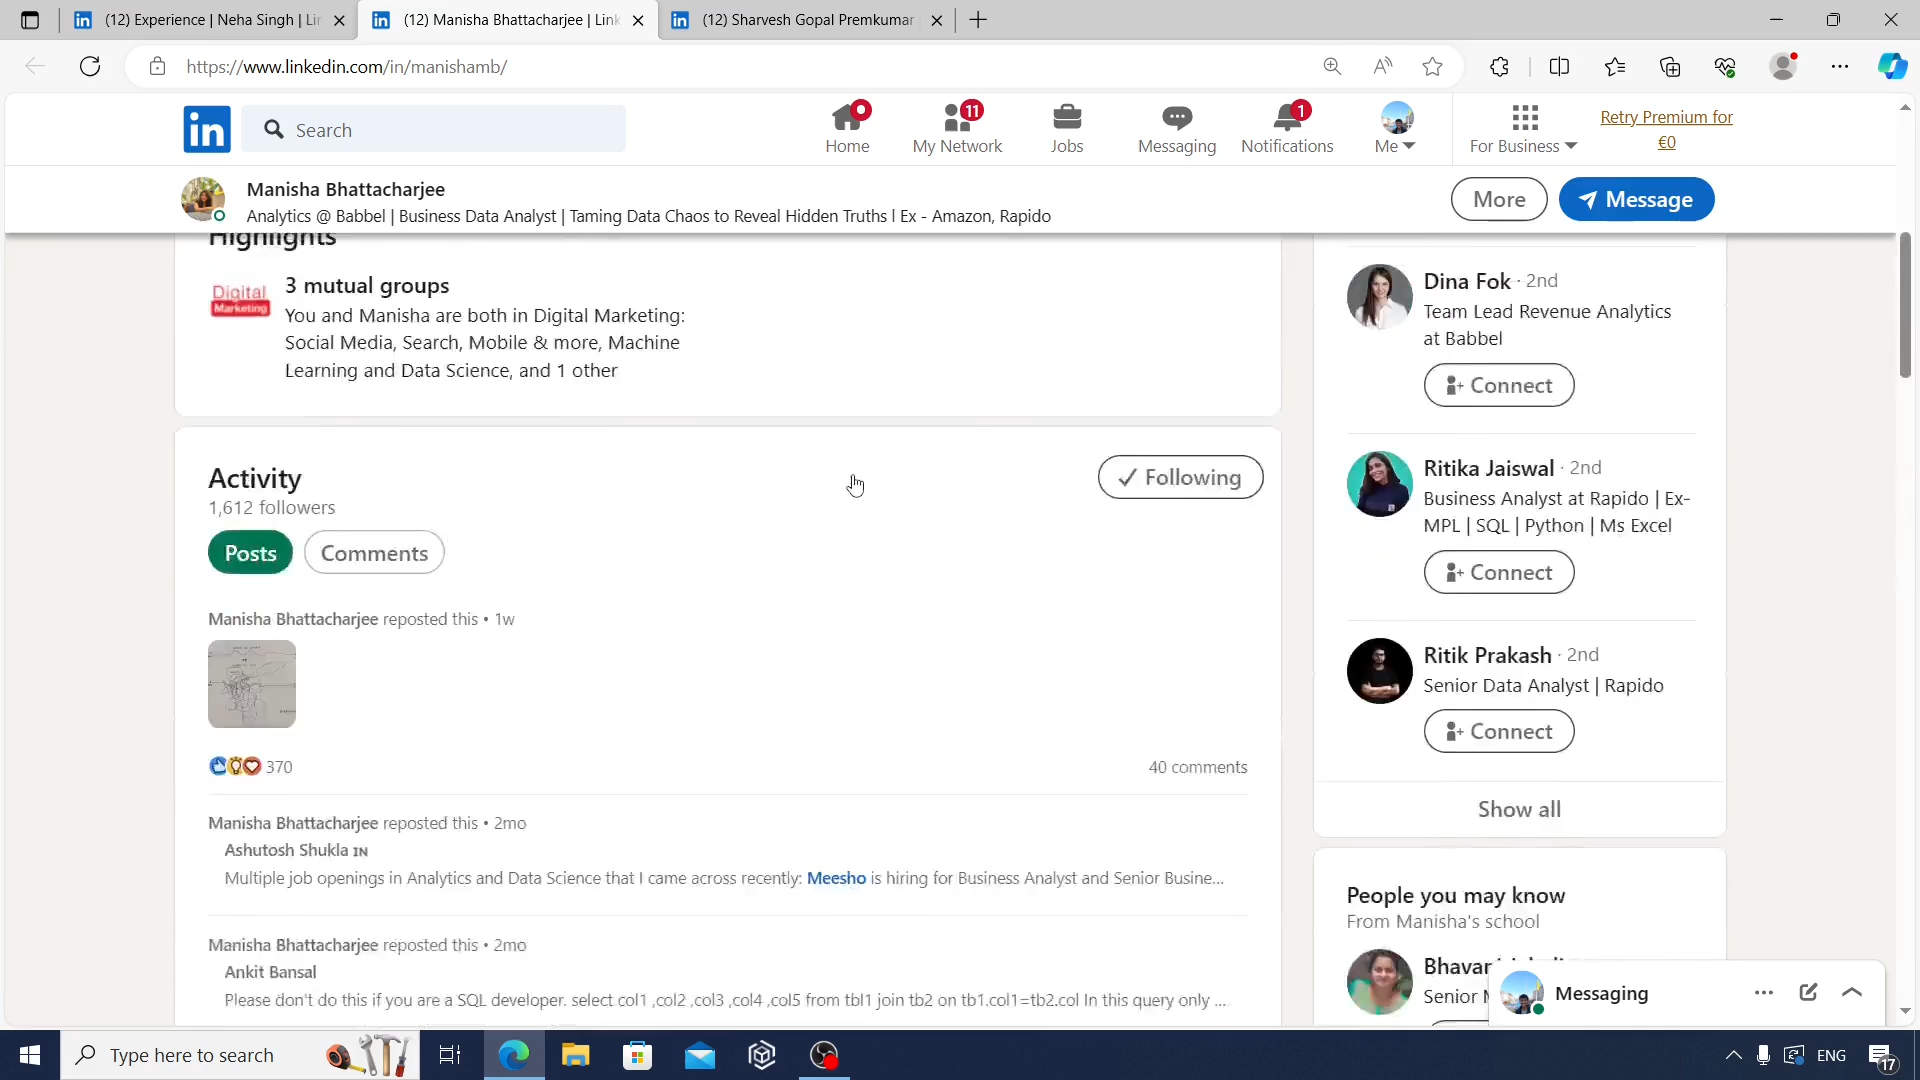 (12) Experience | Neha Singh | Lin
(12) Manisha Bhattacharjee | Link
(12) Sharvesh Gopal Premkumar
https://www.linkedin.com/in/manishamb/
in
Search
Home
11
My Network
Jobs
Messaging
1
Notifications
Me
For Business
Retry Premium for
€0
Manisha Bhattacharjee
Analytics @ Babbel | Business Data Analyst | Taming Data Chaos to Reveal Hidden Truths l Ex - Amazon, Rapido
More
Message
Highlights
Digital
Marketing
3 mutual groups
You and Manisha are both in Digital Marketing:
Social Media, Search, Mobile & more, Machine
Learning and Data Science, and 1 other
Activity
1,612 followers
Following
Posts
Comments
Manisha Bhattacharjee reposted this • 1w
370
40 comments
Manisha Bhattacharjee reposted this • 2mo
Ashutosh Shukla IN
Multiple job openings in Analytics and Data Science that I came across recently: Meesho is hiring for Business Analyst and Senior Busine...
Manisha Bhattacharjee reposted this • 2mo
Ankit Bansal
Please don't do this if you are a SQL developer. select col1 ,col2 ,col3 ,col4 ,col5 from tbl1 join tb2 on tb1.col1=tb2.col In this query only ...
Dina Fok · 2nd
Team Lead Revenue Analytics
at Babbel
Connect
Ritika Jaiswal · 2nd
Business Analyst at Rapido | Ex-
MPL | SQL | Python | Ms Excel
Connect
Ritik Prakash · 2nd
Senior Data Analyst | Rapido
Connect
Show all
People you may know
From Manisha's school
Senior
Messaging
Type here to search
ENG
17